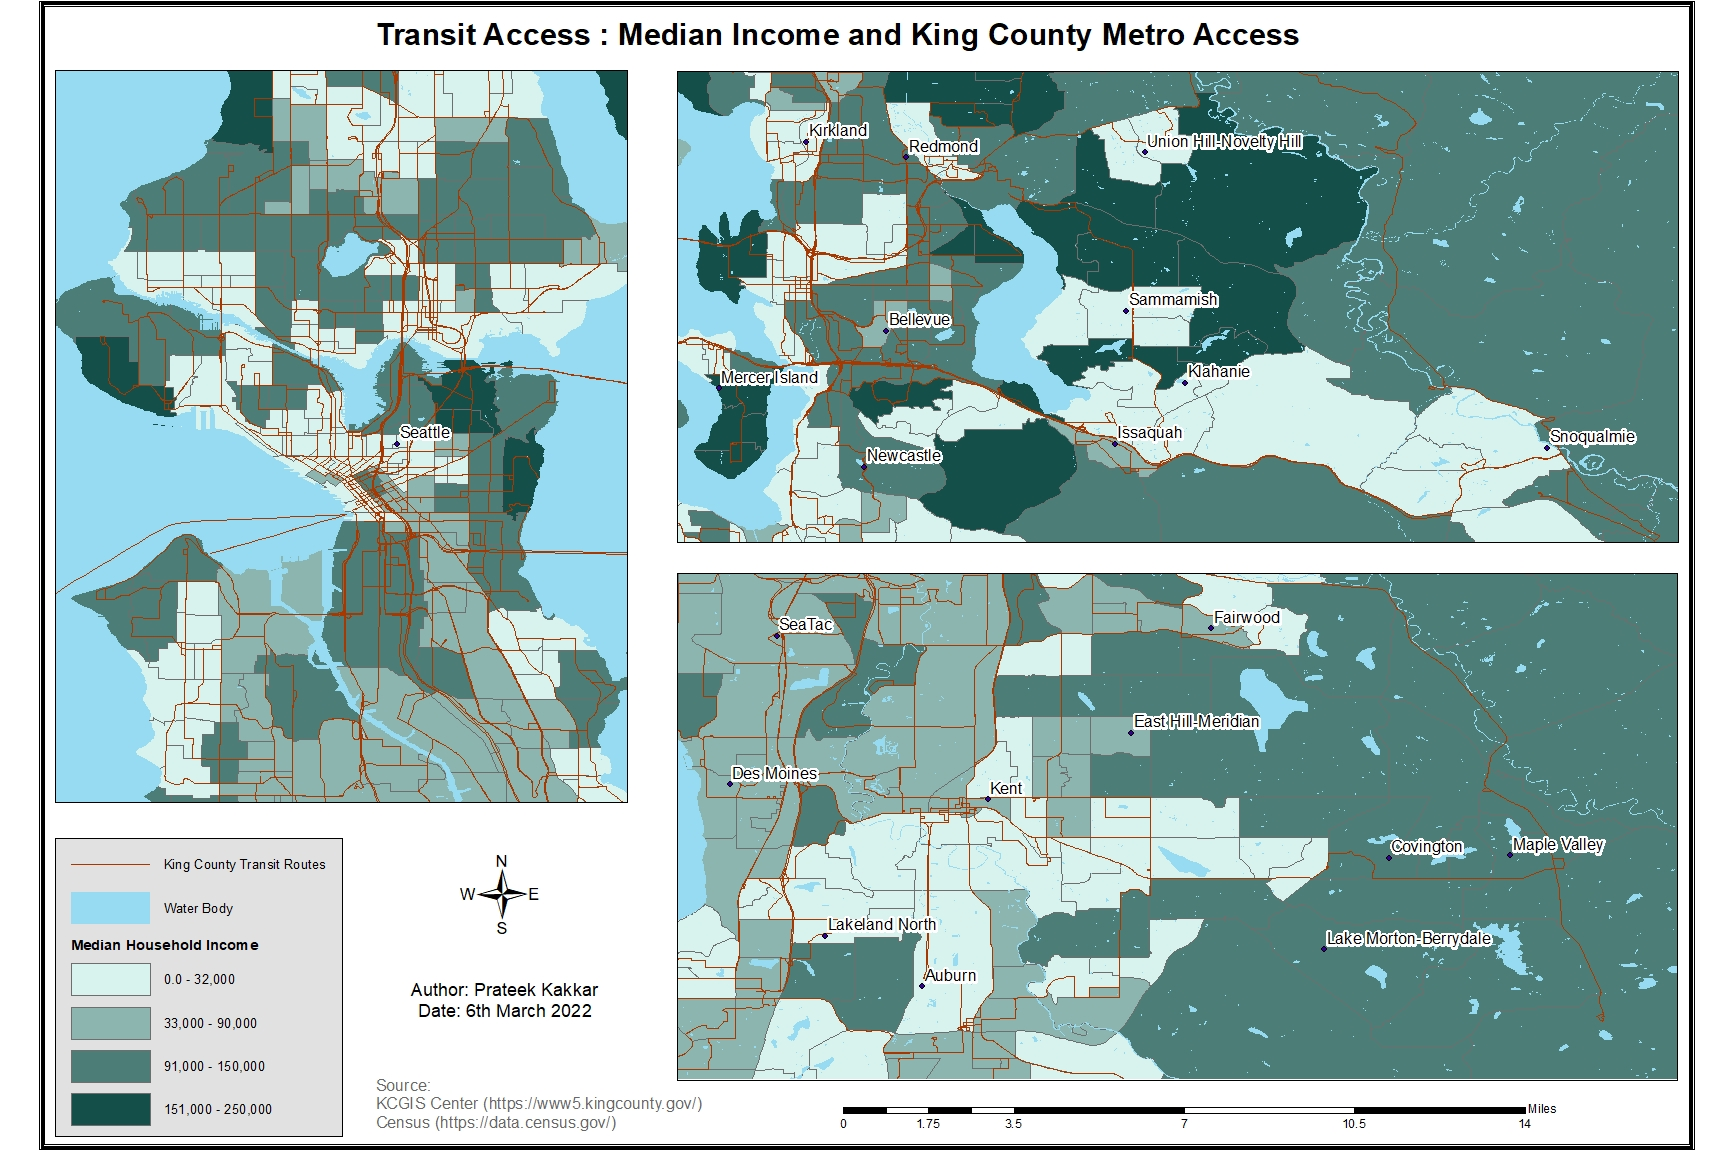 Transit Access : Median Income and King County Metro Access
Seattle
Kirkland
Redmond
Union Hill-Novelty Hill
Sammamish
Bellevue
Mercer Island
Klahanie
Issaquah
Snoqualmie
Newcastle
SeaTac
Fairwood
East Hill-Meridian
Des Moines
Kent
Covington
Maple Valley
Lakeland North
Lake Morton-Berrydale
Auburn
King County Transit Routes
Water Body
Median Household Income
0.0 - 32,000
33,000 - 90,000
91,000 - 150,000
151,000 - 250,000
N
W E
S
Author: Prateek Kakkar
Date: 6th March 2022
Source:
KCGIS Center (https://www5.kingcounty.gov/)
Census (https://data.census.gov/)
Miles
0 1.75 3.5 7 10.5 14